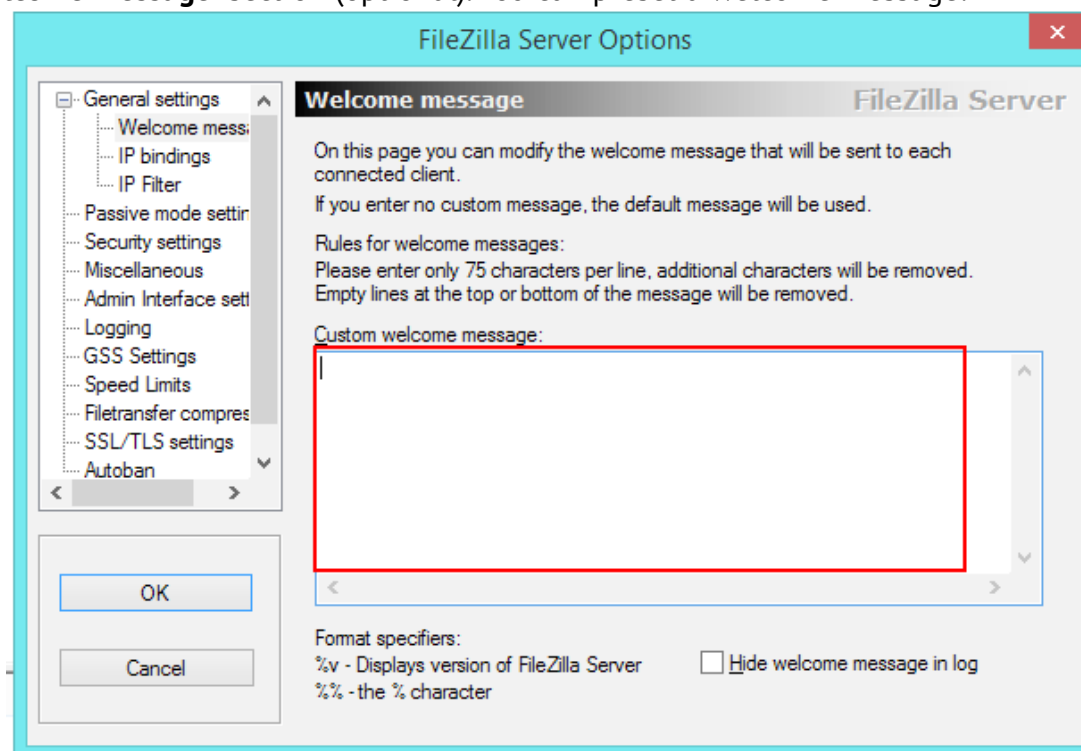 FileZilla Server Options
General settings
Welcome messa
IP bindings
IP Filter
Passive mode settin
Security settings
Miscellaneous
Admin Interface sett
Logging
GSS Settings
Speed Limits
Filetransfer compres
SSL/TLS settings
Autoban
OK
Cancel
Welcome message
FileZilla Server
On this page you can modify the welcome message that will be sent to each
connected client.
If you enter no custom message, the default message will be used.
Rules for welcome messages:
Please enter only 75 characters per line, additional characters will be removed.
Empty lines at the top or bottom of the message will be removed.
Custom welcome message:
Format specifiers:
%v - Displays version of FileZilla Server
%% - the % character
Hide welcome message in log